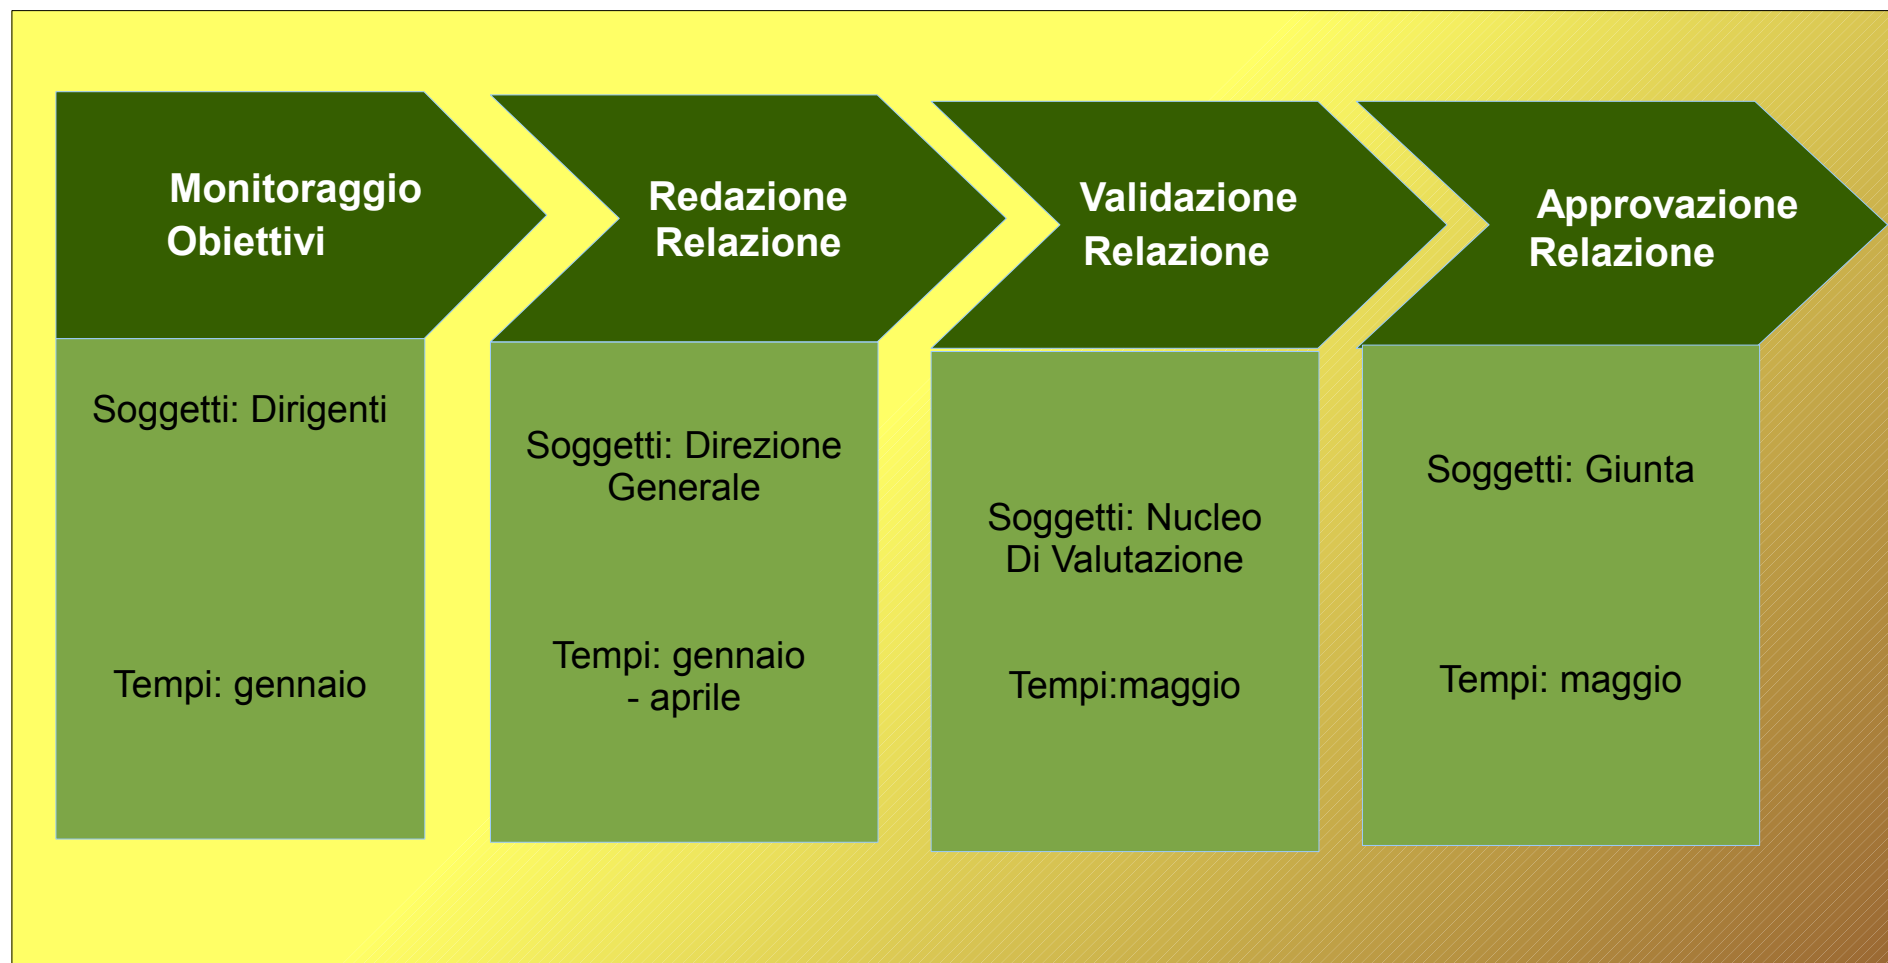 Monitoraggio
Obiettivi
Soggetti: Dirigenti
Tempi: gennaio
Redazione
Relazione
Soggetti: Direzione
Generale
Tempi: gennaio
- aprile
Validazione
Relazione
Soggetti: Nucleo
Di Valutazione
Tempi:maggio
Approvazione
Relazione
Soggetti: Giunta
Tempi: maggio